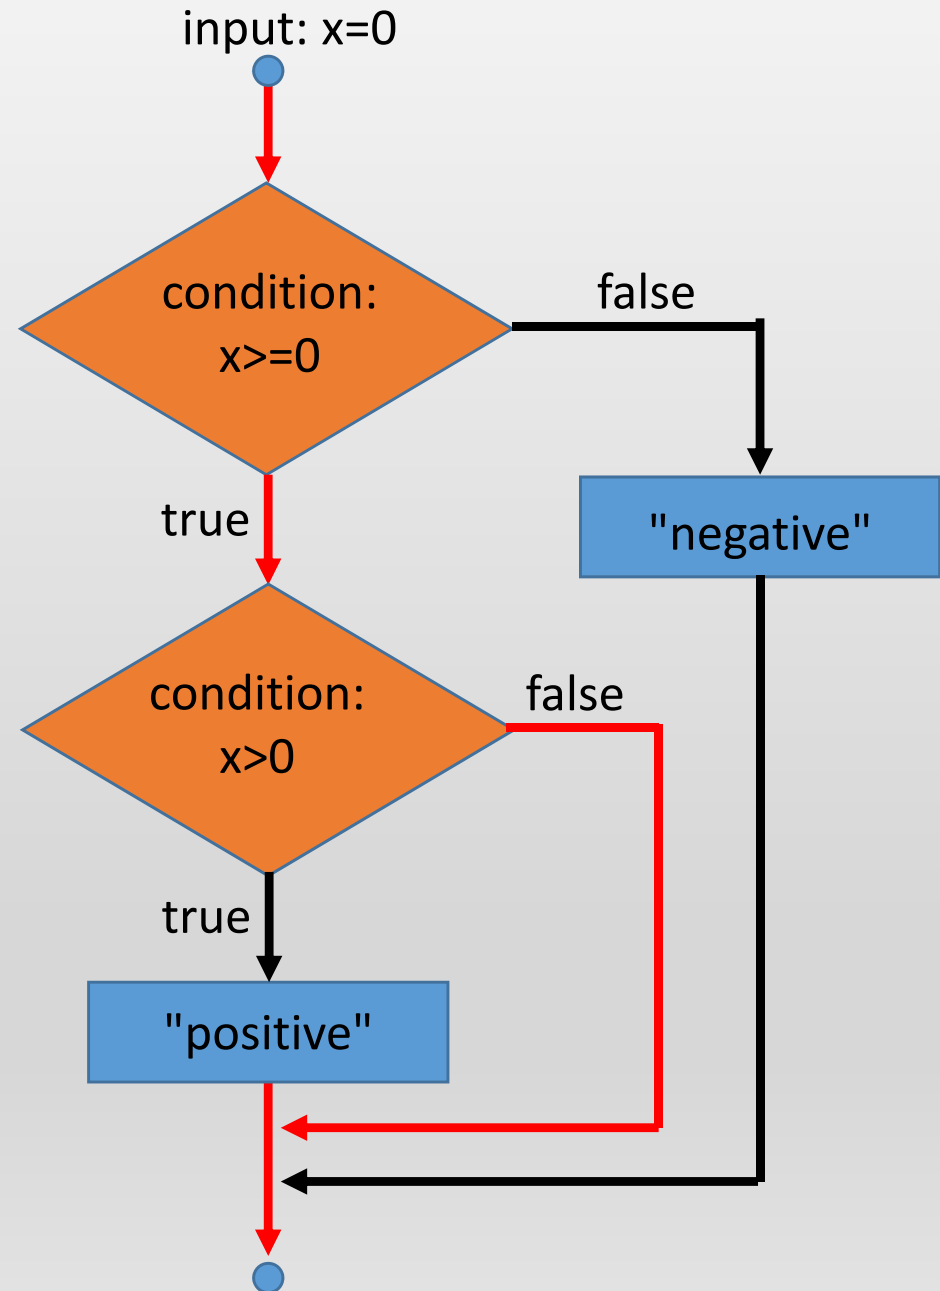 input: x=0
condition:
x>=0
false
true
"negative"
condition:
x>0
false
true
"positive"